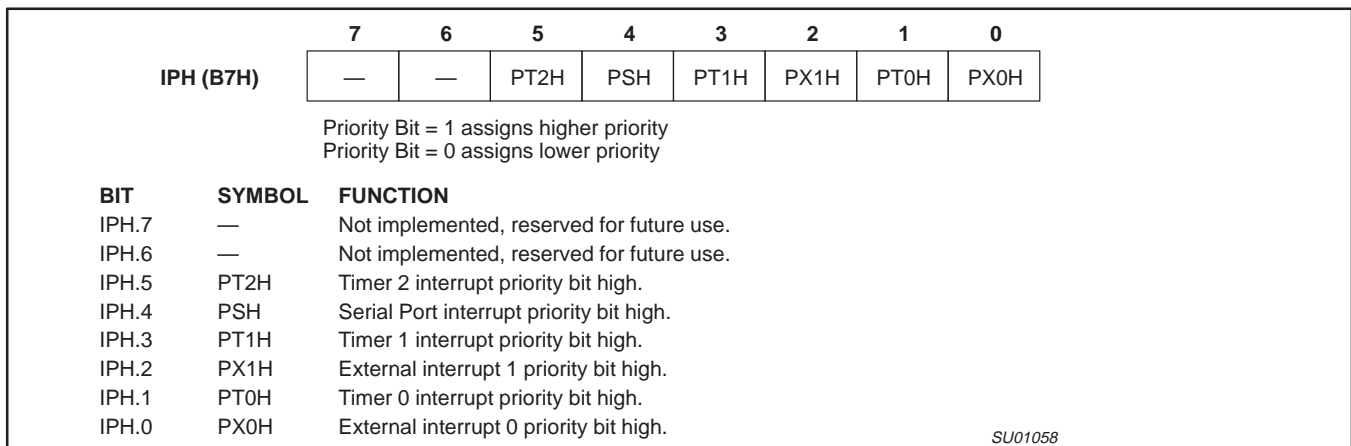 7 6 5 4 3 2 1 0
IPH (B7H) — — PT2H PSH PT1H PX1H PT0H PX0H
Priority Bit = 1 assigns higher priority
Priority Bit = 0 assigns lower priority
BIT SYMBOL FUNCTION
IPH.7 — Not implemented, reserved for future use.
IPH.6 — Not implemented, reserved for future use.
IPH.5 PT2H Timer 2 interrupt priority bit high.
IPH.4 PSH Serial Port interrupt priority bit high.
IPH.3 PT1H Timer 1 interrupt priority bit high.
IPH.2 PX1H External interrupt 1 priority bit high.
IPH.1 PT0H Timer 0 interrupt priority bit high.
IPH.0 PX0H External interrupt 0 priority bit high.
SU01058